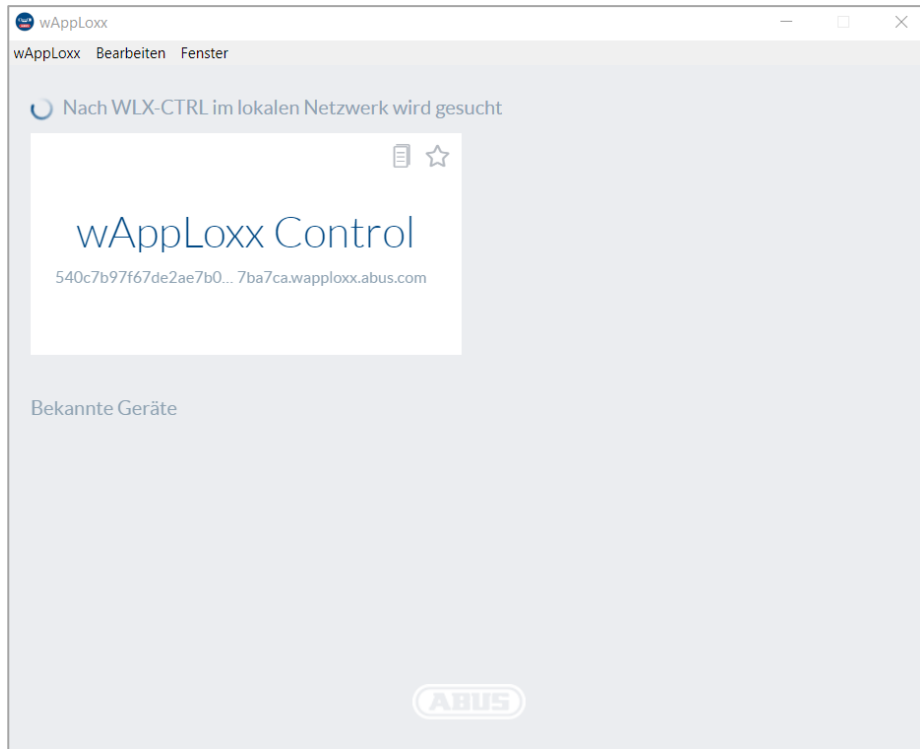 wAppLoxx
wAppLoxx Bearbeiten Fenster
Nach WLX-CTRL im lokalen Netzwerk wird gesucht
wAppLoxx Control
540c7b97f67de2ae7b0... 7ba7ca.wapploxx.abus.com
Bekannte Geräte
ABUS